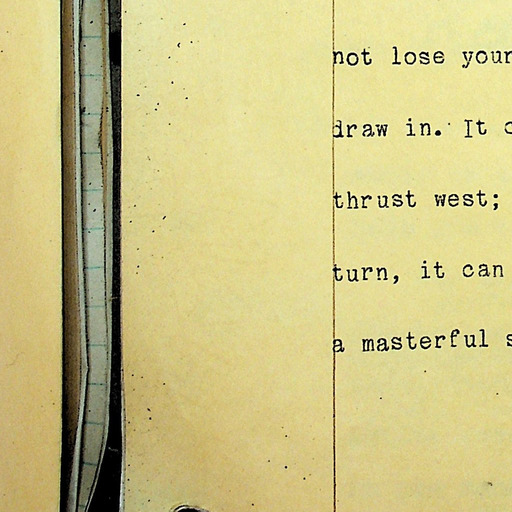 not lose your
draw in. It
thrust west;
turn, it can
a masterful